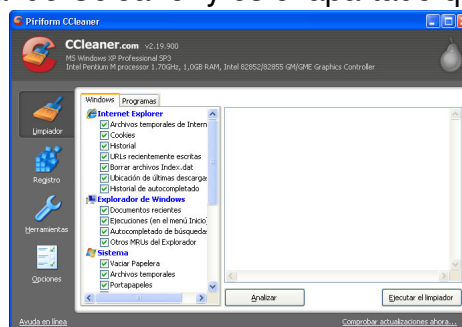 Piriform CCleaner
CCleaner.com v2.19.900
MS Windows XP Professional SP3
Intel Pentium M processor 1.70GHz, 1,0GB RAM, Intel 82852/82855 GM/GME Graphics Controller
Limpiador
Registro
Herramientas
Opciones
Windows
Programas
Internet Explorer
Archivos temporales de Intern
Cookies
Historial
URLs recientemente escritas
Borrar archivos Index.dat
Ubicación de últimas descargas
Historial de autocompletado
Explorador de Windows
Documentos recientes
Ejecuciones (en el menú Inicio)
Autocompletado de búsquedas
Otros MRUs del Explorador
Sistema
Vaciar Papelera
Archivos temporales
Portapapeles
Analizar
Ejecutar el limpiador
Ayuda en línea
Comprobar actualizaciones ahora...